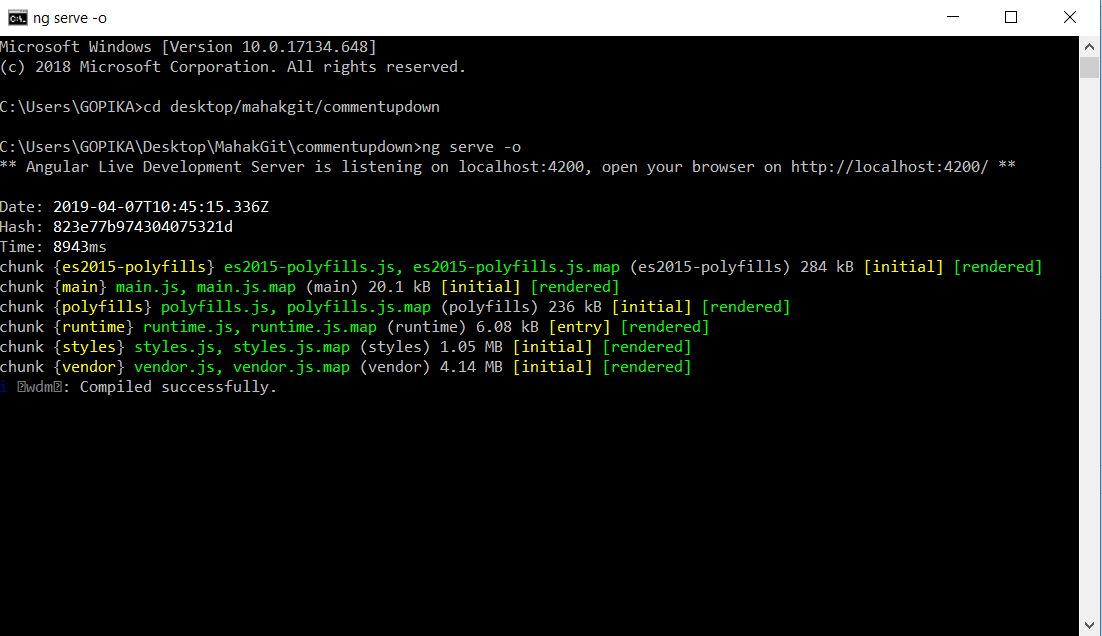 ng serve -o
Microsoft Windows [Version 10.0.17134.648]
(c) 2018 Microsoft Corporation. All rights reserved.
C:\Users\GOPIKA>cd desktop/mahakgit/commentupdown
C:\Users\GOPIKA\Desktop\MahakGit\commentupdown>ng serve -o
** Angular Live Development Server is listening on localhost:4200, open your browser on http://localhost:4200/ **
Date: 2019-04-07T10:45:15.336Z
Hash: 823e77b974304075321d
Time: 8943ms
chunk {es2015-polyfills} es2015-polyfills.js, es2015-polyfills.js.map (es2015-polyfills) 284 kB [initial] [rendered]
chunk {main} main.js, main.js.map (main) 20.1 kB [initial] [rendered]
chunk {polyfills} polyfills.js, polyfills.js.map (polyfills) 236 kB [initial] [rendered]
chunk {runtime} runtime.js, runtime.js.map (runtime) 6.08 kB [entry] [rendered]
chunk {styles} styles.js, styles.js.map (styles) 1.05 MB [initial] [rendered]
chunk {vendor} vendor.js, vendor.js.map (vendor) 4.14 MB [initial] [rendered]
i ⍰wdm⍰: Compiled successfully.